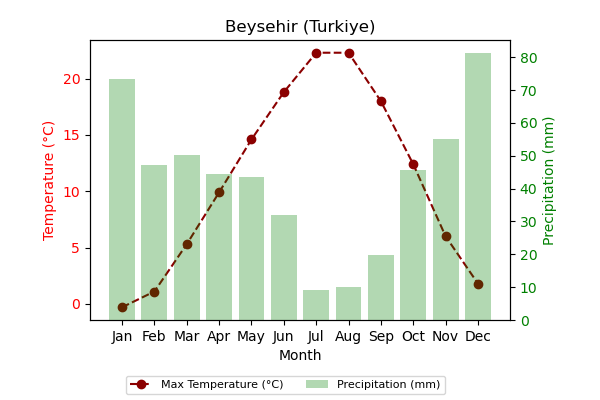 Beysehir (Turkiye)
Temperature (°C)
20
15
10
5
0
80
70
60
50
40
30
20
10
0
Precipitation (mm)
Jan Feb Mar Apr May Jun Jul Aug Sep Oct Nov Dec
Month
Max Temperature (°C) Precipitation (mm)